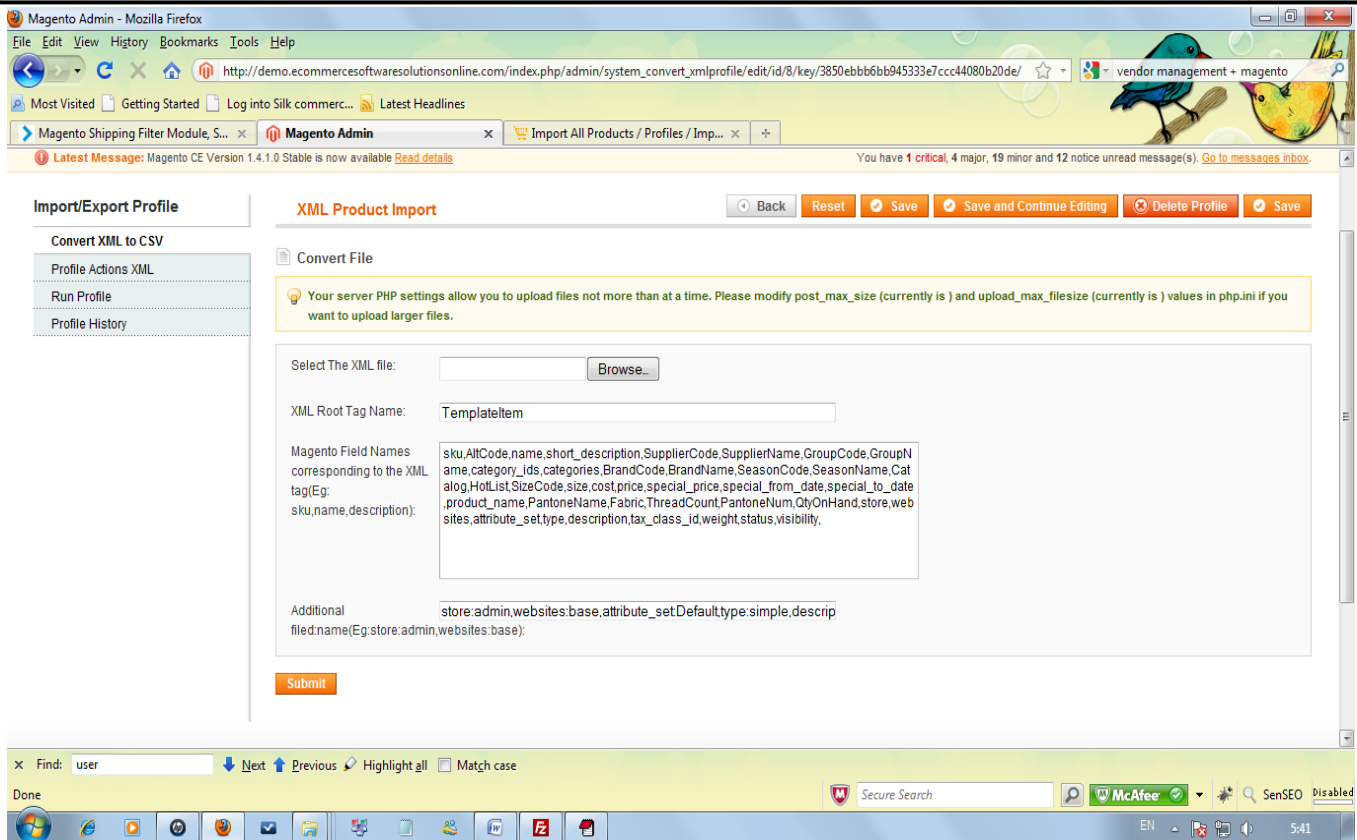 Magento Admin - Mozilla Firefox
File Edit View History Bookmarks Tools Help
http://demo.ecommercesoftwaresolutionsonline.com/index.php/admin/system_convert_xmlprofile/edit/id/8/key/3850ebbb6bb945333e7ccc44080b20de/
vendor management + magento
Most Visited Getting Started Log into Silk commerc... Latest Headlines
Magento Shipping Filter Module, S... Magento Admin Import All Products / Profiles / Imp...
Latest Message: Magento CE Version 1.4.1.0 Stable is now available Read details
You have 1 critical, 4 major, 19 minor and 12 notice unread message(s). Go to messages inbox.
Import/Export Profile
Convert XML to CSV
Profile Actions XML
Run Profile
Profile History
XML Product Import
Back Reset Save Save and Continue Editing Delete Profile Save
Convert File
Your server PHP settings allow you to upload files not more than at a time. Please modify post_max_size (currently is ) and upload_max_filesize (currently is ) values in php.ini if you
want to upload larger files.
Select The XML file:
Browse...
XML Root Tag Name:
TemplateItem
Magento Field Names
corresponding to the XML
tag(Eg:
sku,name,description):
sku,AltCode,name,short_description,SupplierCode,SupplierName,GroupCode,GroupN
ame,category_ids,categories,BrandCode,BrandName,SeasonCode,SeasonName,Cat
alog,HotList,SizeCode,size,cost,price,special_price,special_from_date,special_to_date
,product_name,PantoneName,Fabric,ThreadCount,PantoneNum,QtyOnHand,store,web
sites,attribute_set,type,description,tax_class_id,weight,status,visibility,
Additional
filed:name(Eg:store:admin,websites:base):
store:admin,websites:base,attribute_set:Default,type:simple,descrip
Submit
Find: user Next Previous Highlight all Match case
Done
Secure Search
McAfee
SenSEO
Disabled
EN
5:41